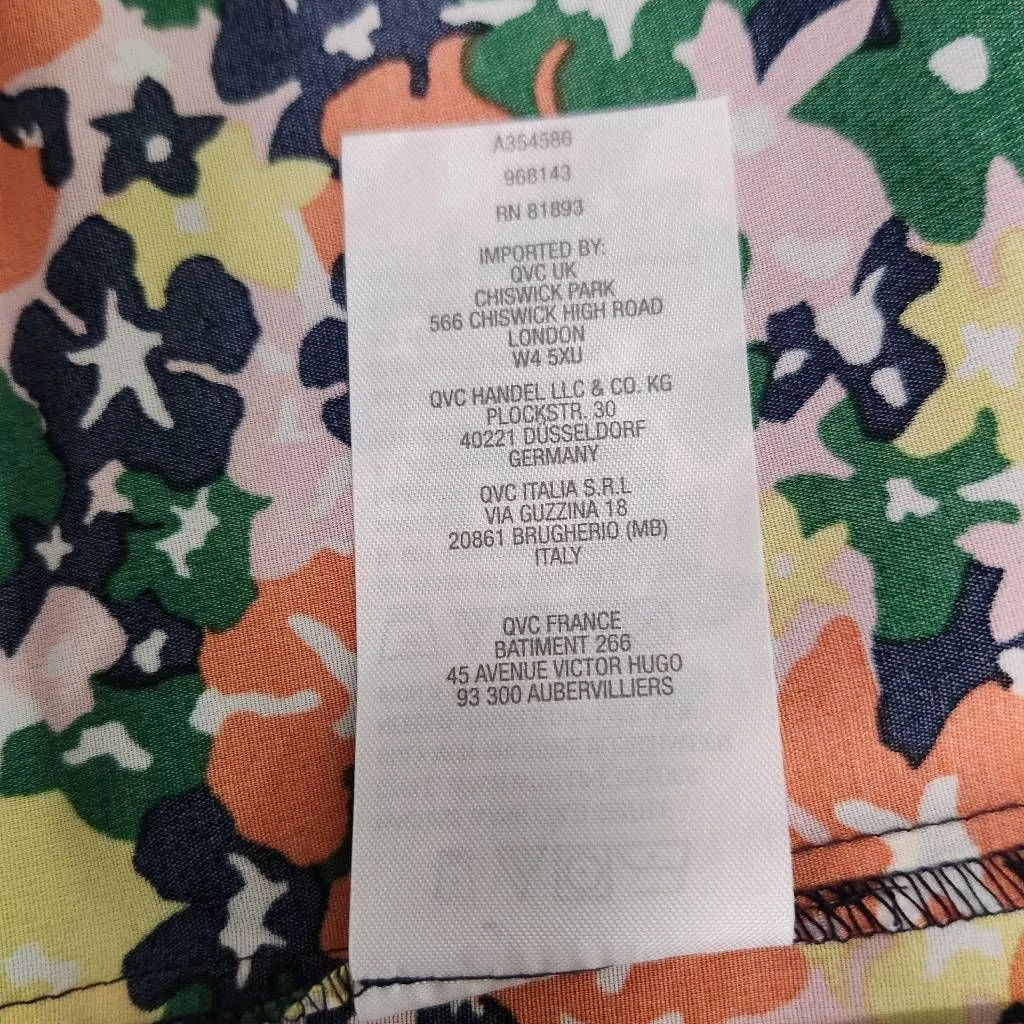 A354586
968143
RN 81893
IMPORTED BY:
QVC UK
CHISWICK PARK
566 CHISWICK HIGH ROAD
LONDON
W4 5XU
QVC HANDEL LLC & CO. KG
PLOCKSTR. 30
40221 DÜSSELDORF
GERMANY
QVC ITALIA S.R.L
VIA GUZZINA 18
20861 BRUGHERIO (MB)
ITALY
QVC FRANCE
BATIMENT 266
45 AVENUE VICTOR HUGO
93 300 AUBERVILLIERS